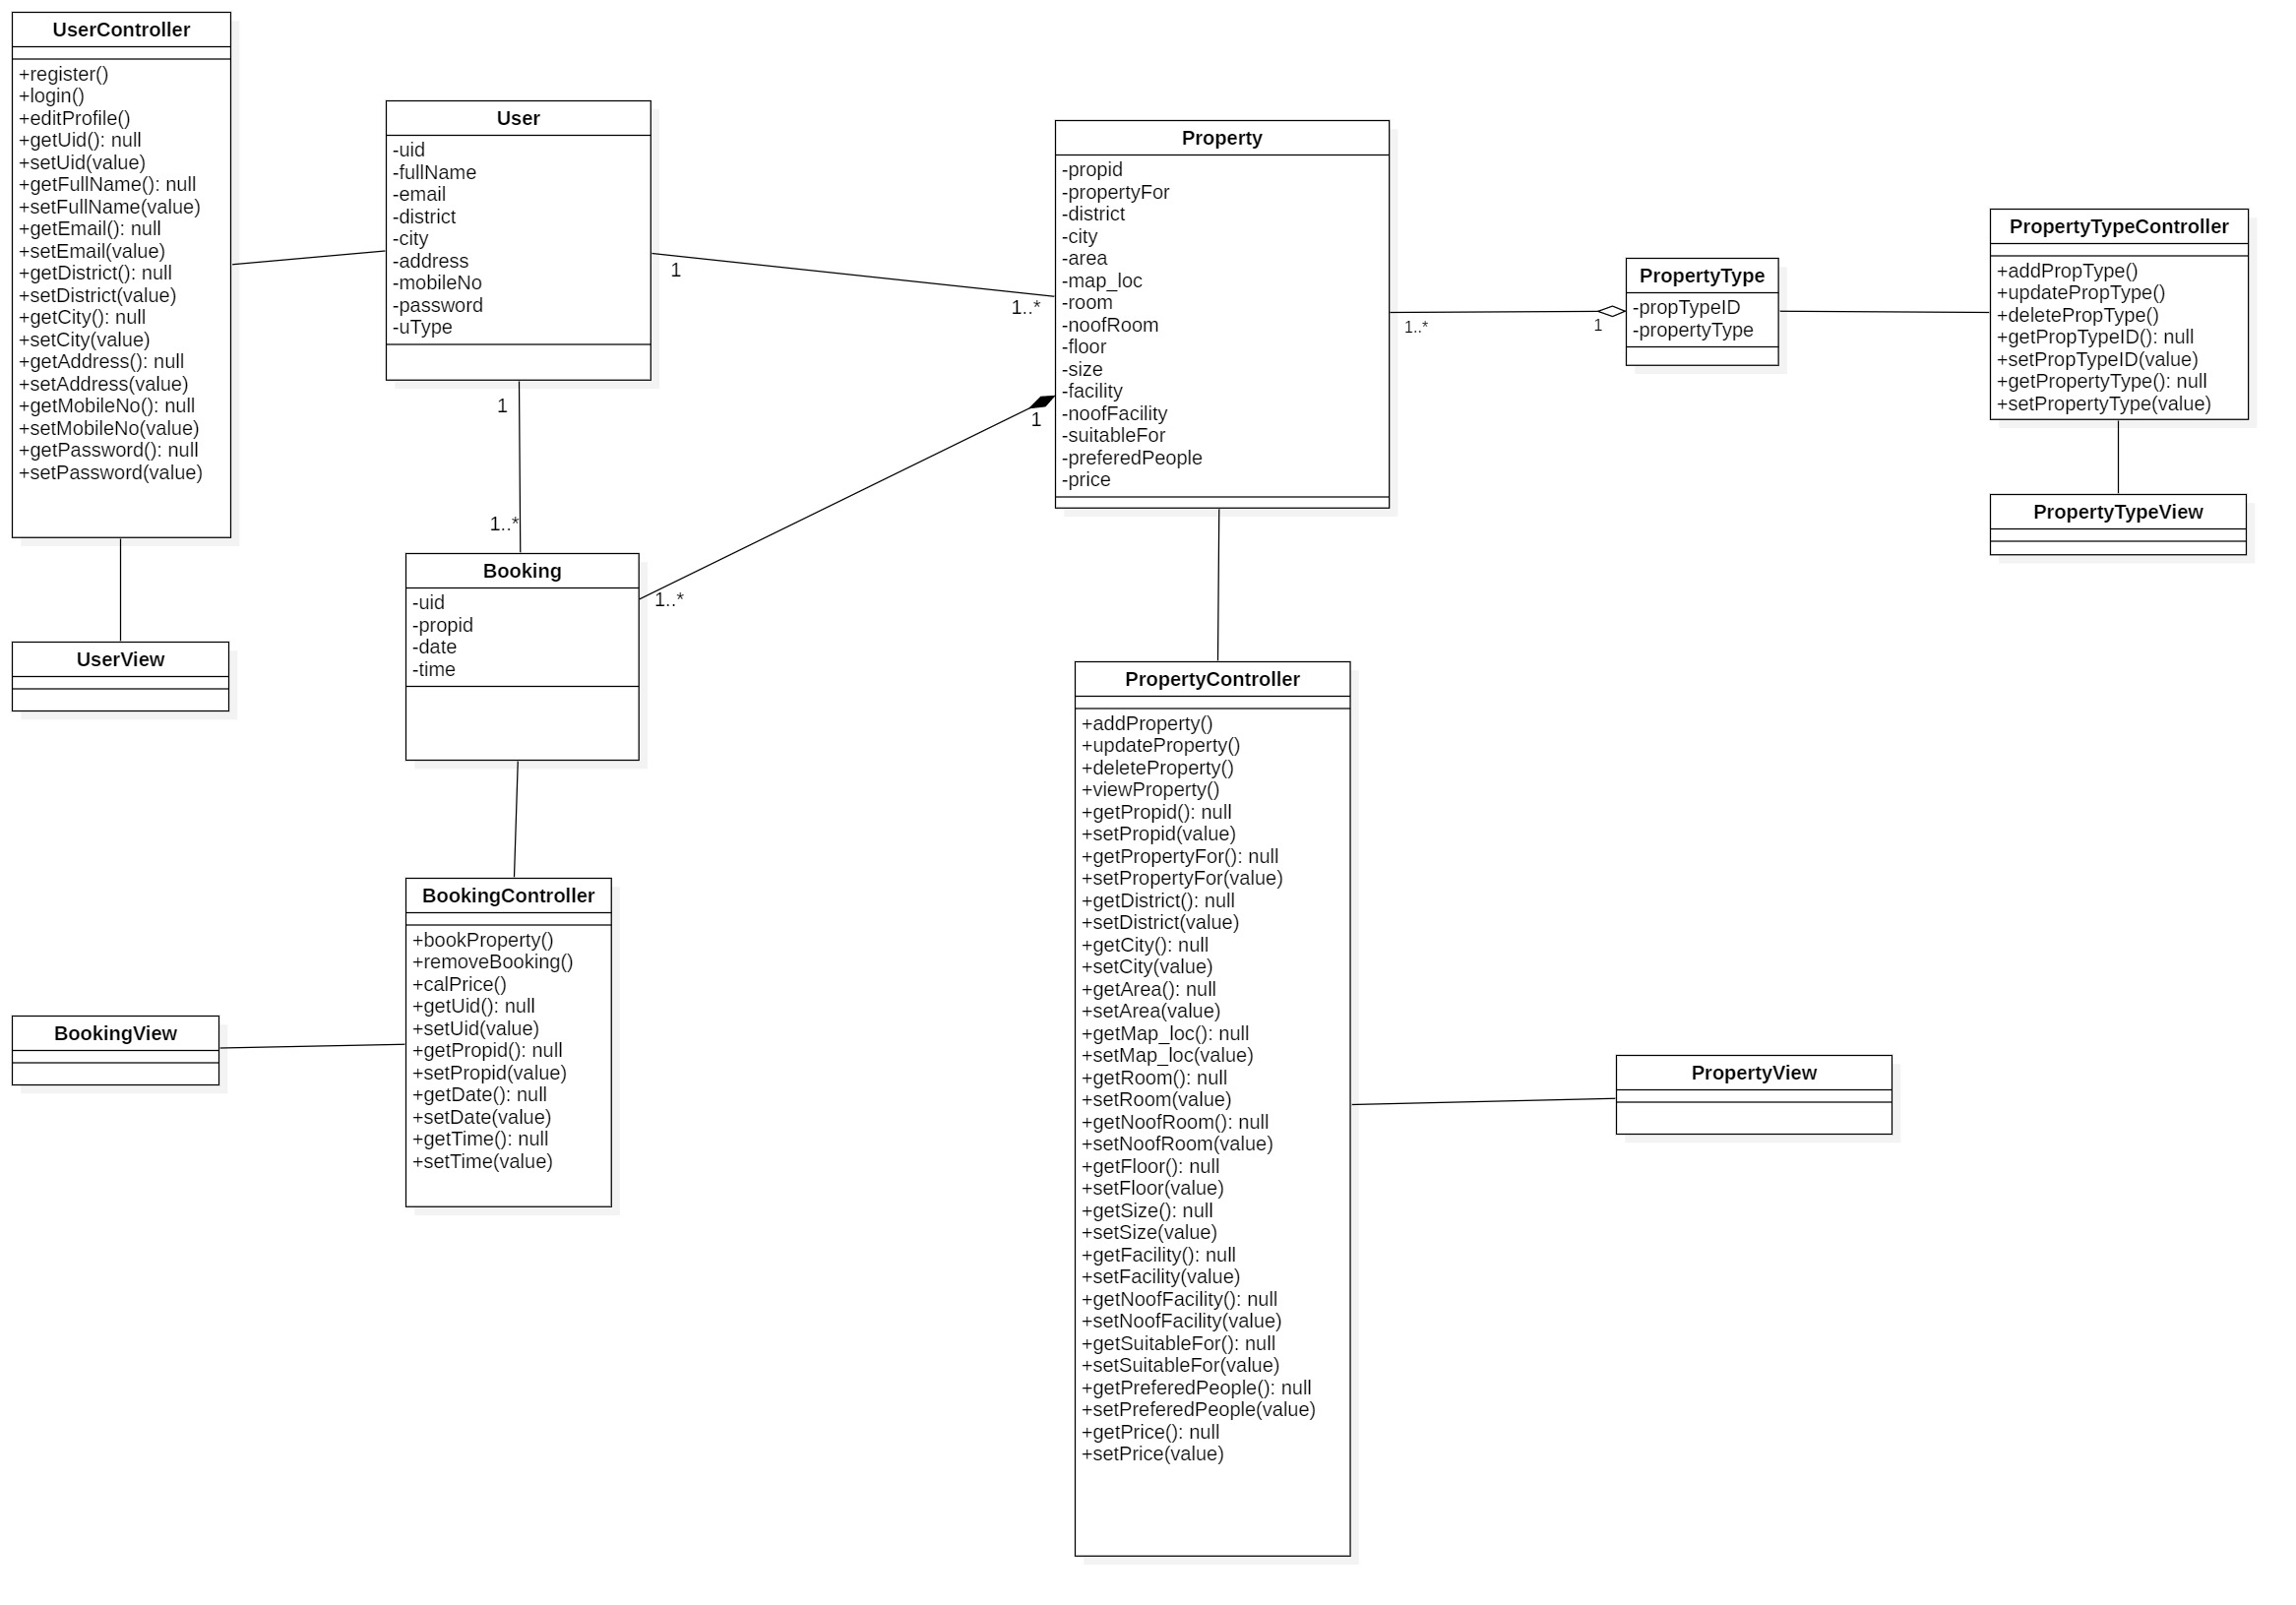 UserController
+register()
+login()
+editProfile()
+getUid(): null
+setUid(value)
+getFullName(): null
+setFullName(value)
+getEmail(): null
+setEmail(value)
+getDistrict(): null
+setDistrict(value)
+getCity(): null
+setCity(value)
+getAddress(): null
+setAddress(value)
+getMobileNo(): null
+setMobileNo(value)
+getPassword(): null
+setPassword(value)
UserView
User
-uid
-fullName
-email
-district
-city
-address
-mobileNo
-password
-uType
1
1..*
1
1..*
1
1..*
Booking
-uid
-propid
-date
-time
BookingController
+bookProperty()
+removeBooking()
+calPrice()
+getUid(): null
+setUid(value)
+getPropid(): null
+setPropid(value)
+getDate(): null
+setDate(value)
+getTime(): null
+setTime(value)
BookingView
Property
-propid
-propertyFor
-district
-city
-area
-map_loc
-room
-noofRoom
-floor
-size
-facility
-noofFacility
-suitableFor
-preferedPeople
-price
1..*
1
PropertyType
-propTypeID
-propertyType
PropertyTypeController
+addPropType()
+updatePropType()
+deletePropType()
+getPropTypeID(): null
+setPropTypeID(value)
+getPropertyType(): null
+setPropertyType(value)
PropertyTypeView
PropertyController
+addProperty()
+updateProperty()
+deleteProperty()
+viewProperty()
+getPropid(): null
+setPropid(value)
+getPropertyFor(): null
+setPropertyFor(value)
+getDistrict(): null
+setDistrict(value)
+getCity(): null
+setCity(value)
+getArea(): null
+setArea(value)
+getMap_loc(): null
+setMap_loc(value)
+getRoom(): null
+setRoom(value)
+getNoofRoom(): null
+setNoofRoom(value)
+getFloor(): null
+setFloor(value)
+getSize(): null
+setSize(value)
+getFacility(): null
+setFacility(value)
+getNoofFacility(): null
+setNoofFacility(value)
+getSuitableFor(): null
+setSuitableFor(value)
+getPreferedPeople(): null
+setPreferedPeople(value)
+getPrice(): null
+setPrice(value)
PropertyView